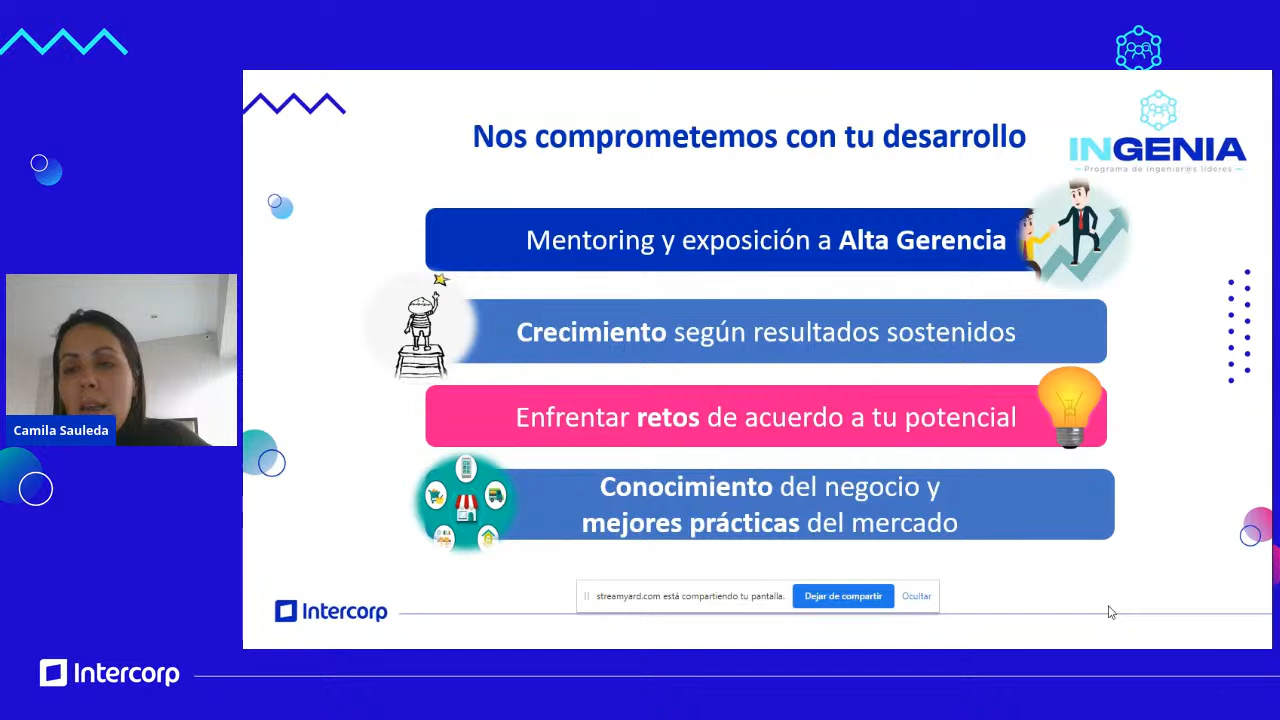 Nos comprometemos con tu desarrollo
INGENIA
Programa de ingenier@s líderes
Mentoring y exposición a Alta Gerencia
Crecimiento según resultados sostenidos
Enfrentar retos de acuerdo a tu potencial
Conocimiento del negocio y
mejores prácticas del mercado
Camila Sauleda
streamyard.com está compartiendo tu pantalla.
Dejar de compartir
Ocultar
Intercorp
Intercorp